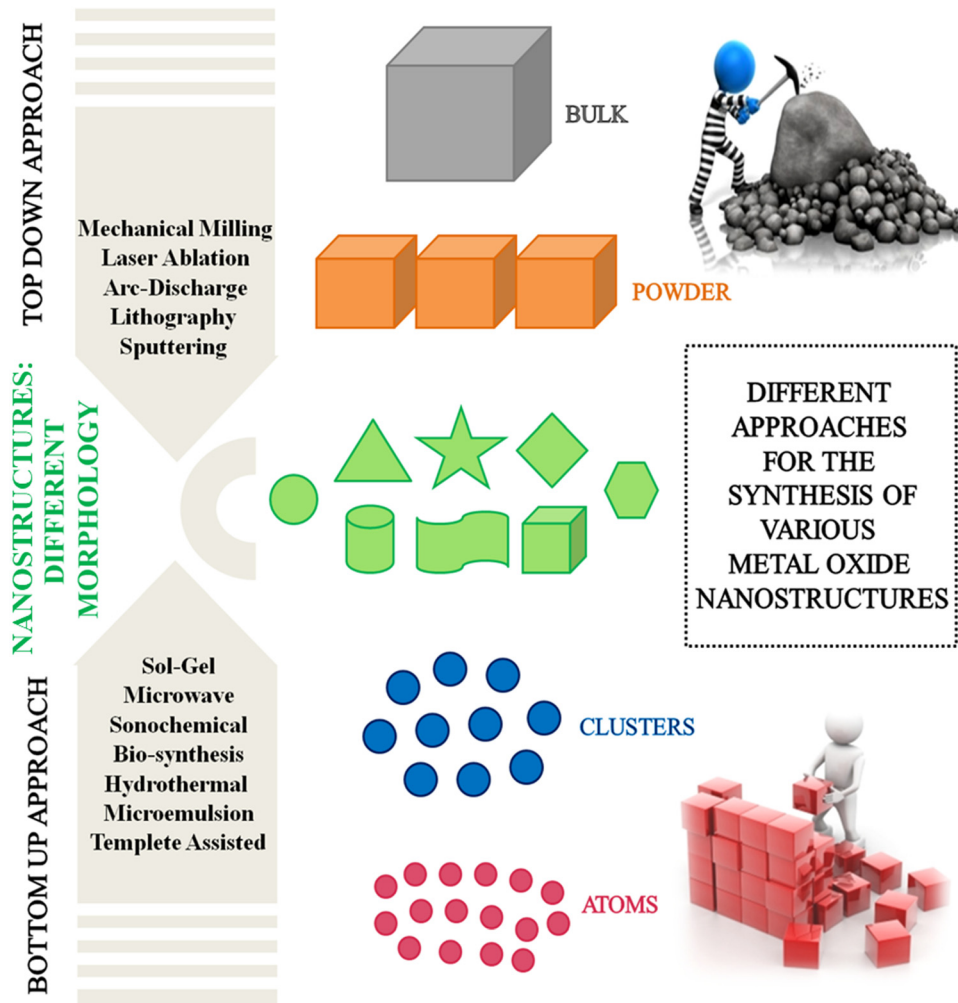 TOP DOWN APPROACH
Mechanical Milling
Laser Ablation
Arc-Discharge
Lithography
Sputtering
BULK
POWDER
NANOSTRUCTURES:
DIFFERENT
MORPHOLOGY
DIFFERENT
APPROACHES
FOR THE
SYNTHESIS OF
VARIOUS
METAL OXIDE
NANOSTRUCTURES
BOTTOM UP APPROACH
Sol-Gel
Microwave
Sonochemical
Bio-synthesis
Hydrothermal
Microemulsion
Templete Assisted
CLUSTERS
ATOMS